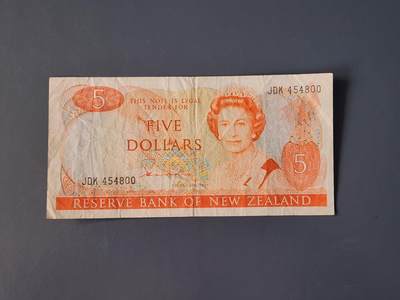 JDK 454800
5
THIS NOTE IS LEGAL
TENDER FOR
FIVE
DOLLARS
5
JDK 454800
RESERVE BANK OF NEW ZEALAND